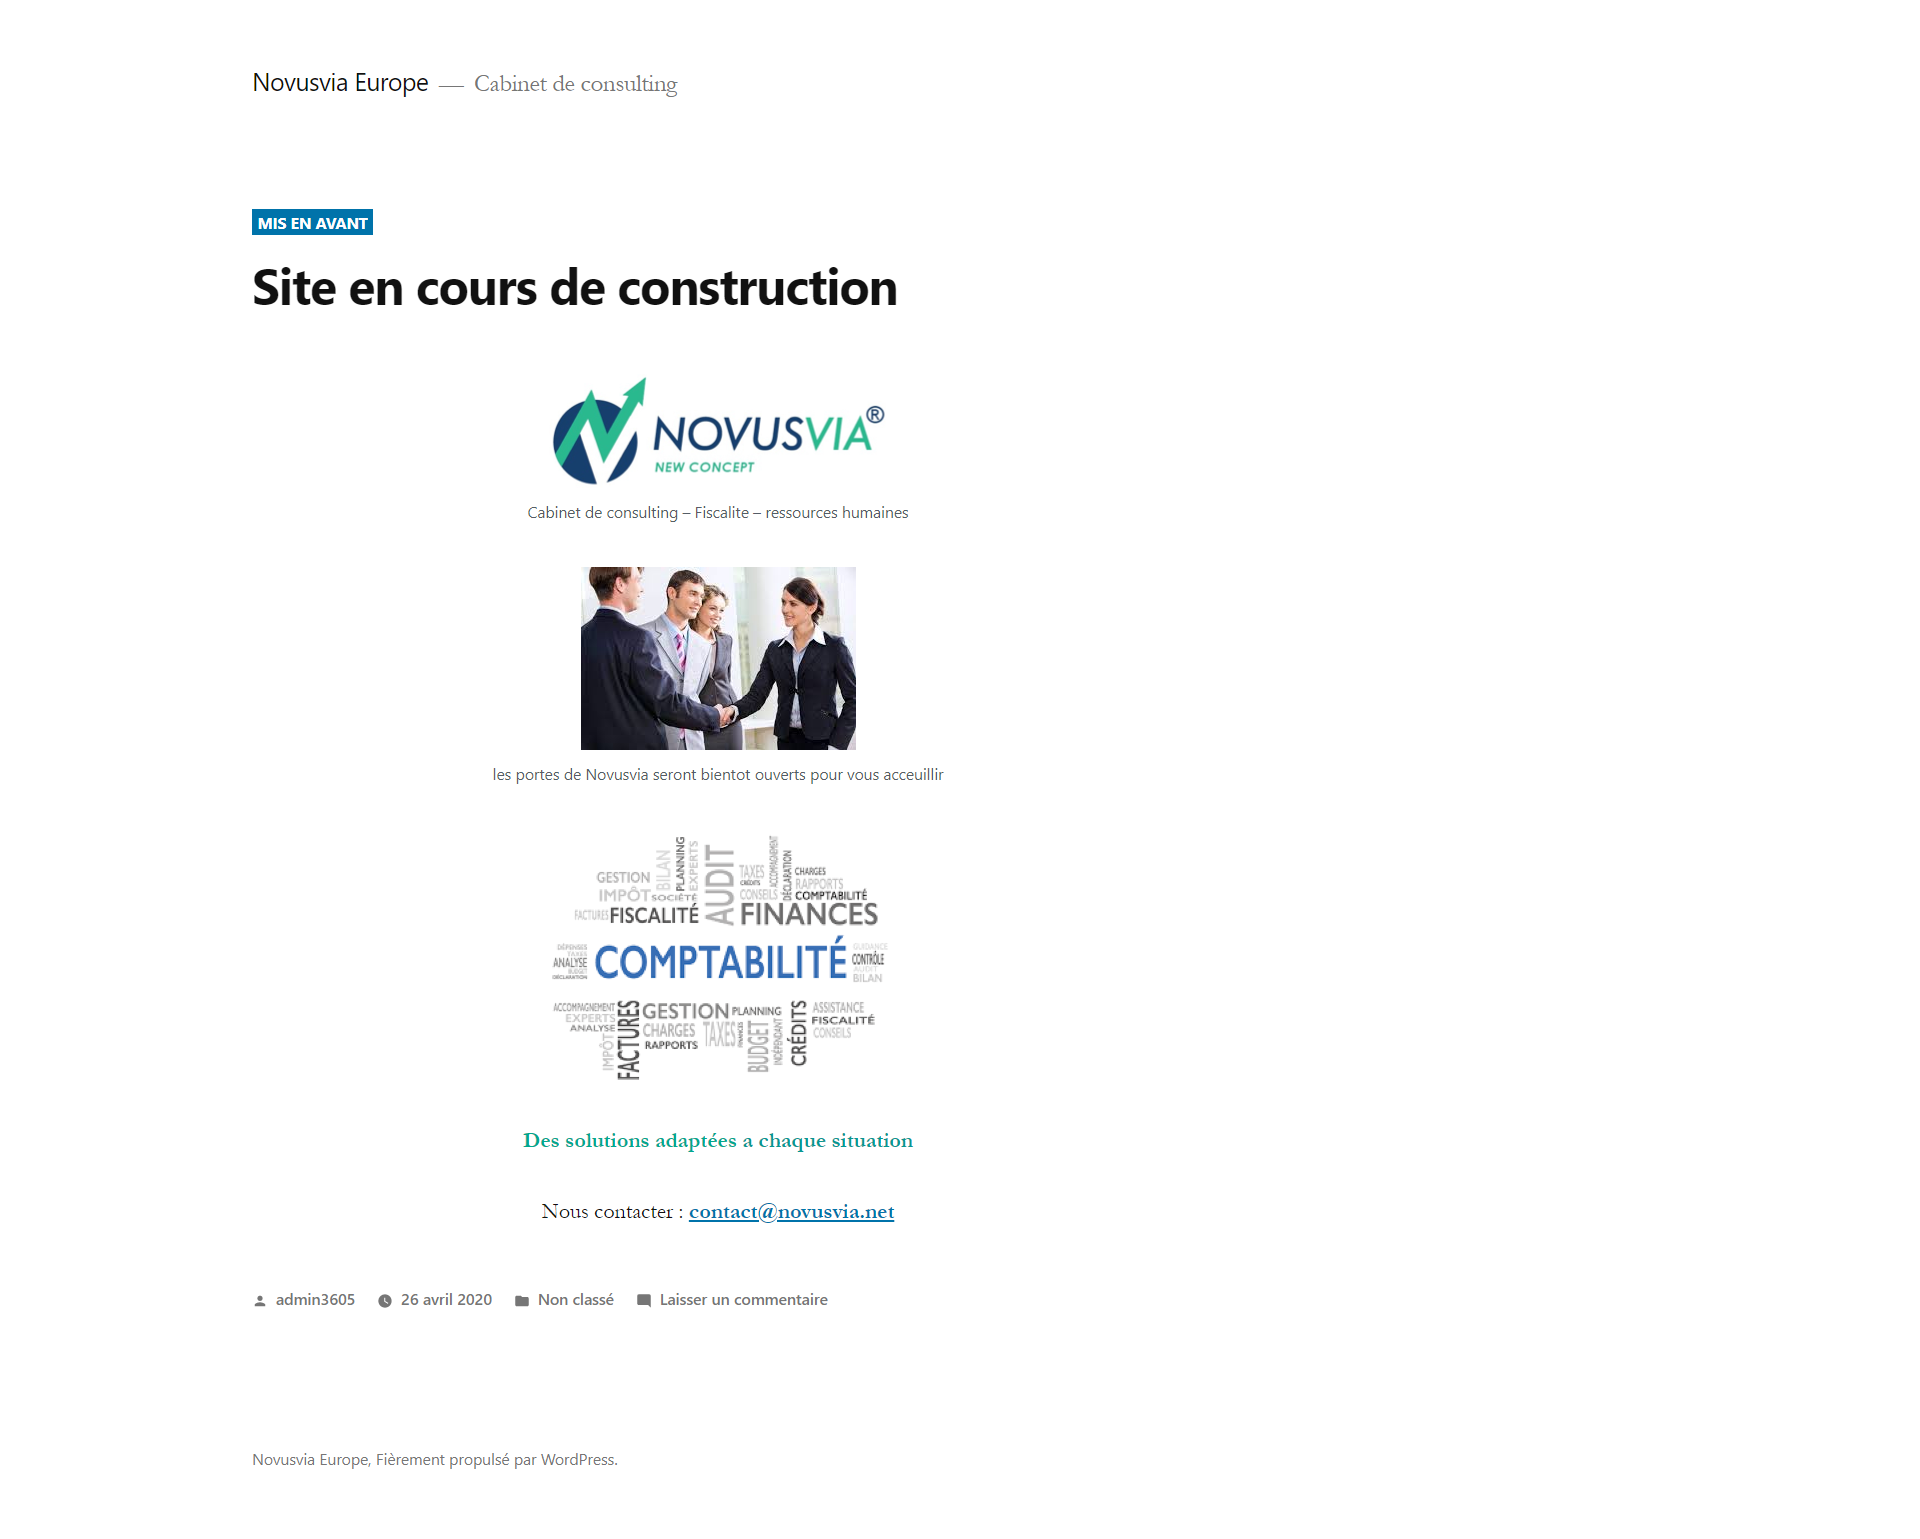 Novusvia Europe — Cabinet de consulting
MIS EN AVANT
Site en cours de construction
NOVUSVIA®
NEW CONCEPT
Cabinet de consulting – Fiscalite – ressources humaines
les portes de Novusvia seront bientot ouverts pour vous acceuillir
GESTION BILAN PLANNING EXPERTS AUDIT TAXES ACCOMPAGNEMENT DÉCLARATION CHARGES
IMPÔT SOCIÉTÉ CRÉDITS CONSEILS RAPPORTS COMPTABILITÉ
FACTURES FISCALITÉ FINANCES
DÉPENSES TAXES ANALYSE BUDGET DÉCLARATION COMPTABILITÉ GUIDANCE CONTRÔLE AUDIT BILAN
ACCOMPAGNEMENT FACTURES GESTION PLANNING CRÉDITS ASSISTANCE
EXPERTS CHARGES TAXES FINANCES BUDGET INDÉPENDANT FISCALITÉ
ANALYSE CONSEILS
IMPÔT RAPPORTS
Des solutions adaptées a chaque situation
Nous contacter : contact@novusvia.net
admin3605 26 avril 2020 Non classé Laisser un commentaire
Novusvia Europe, Fièrement propulsé par WordPress.